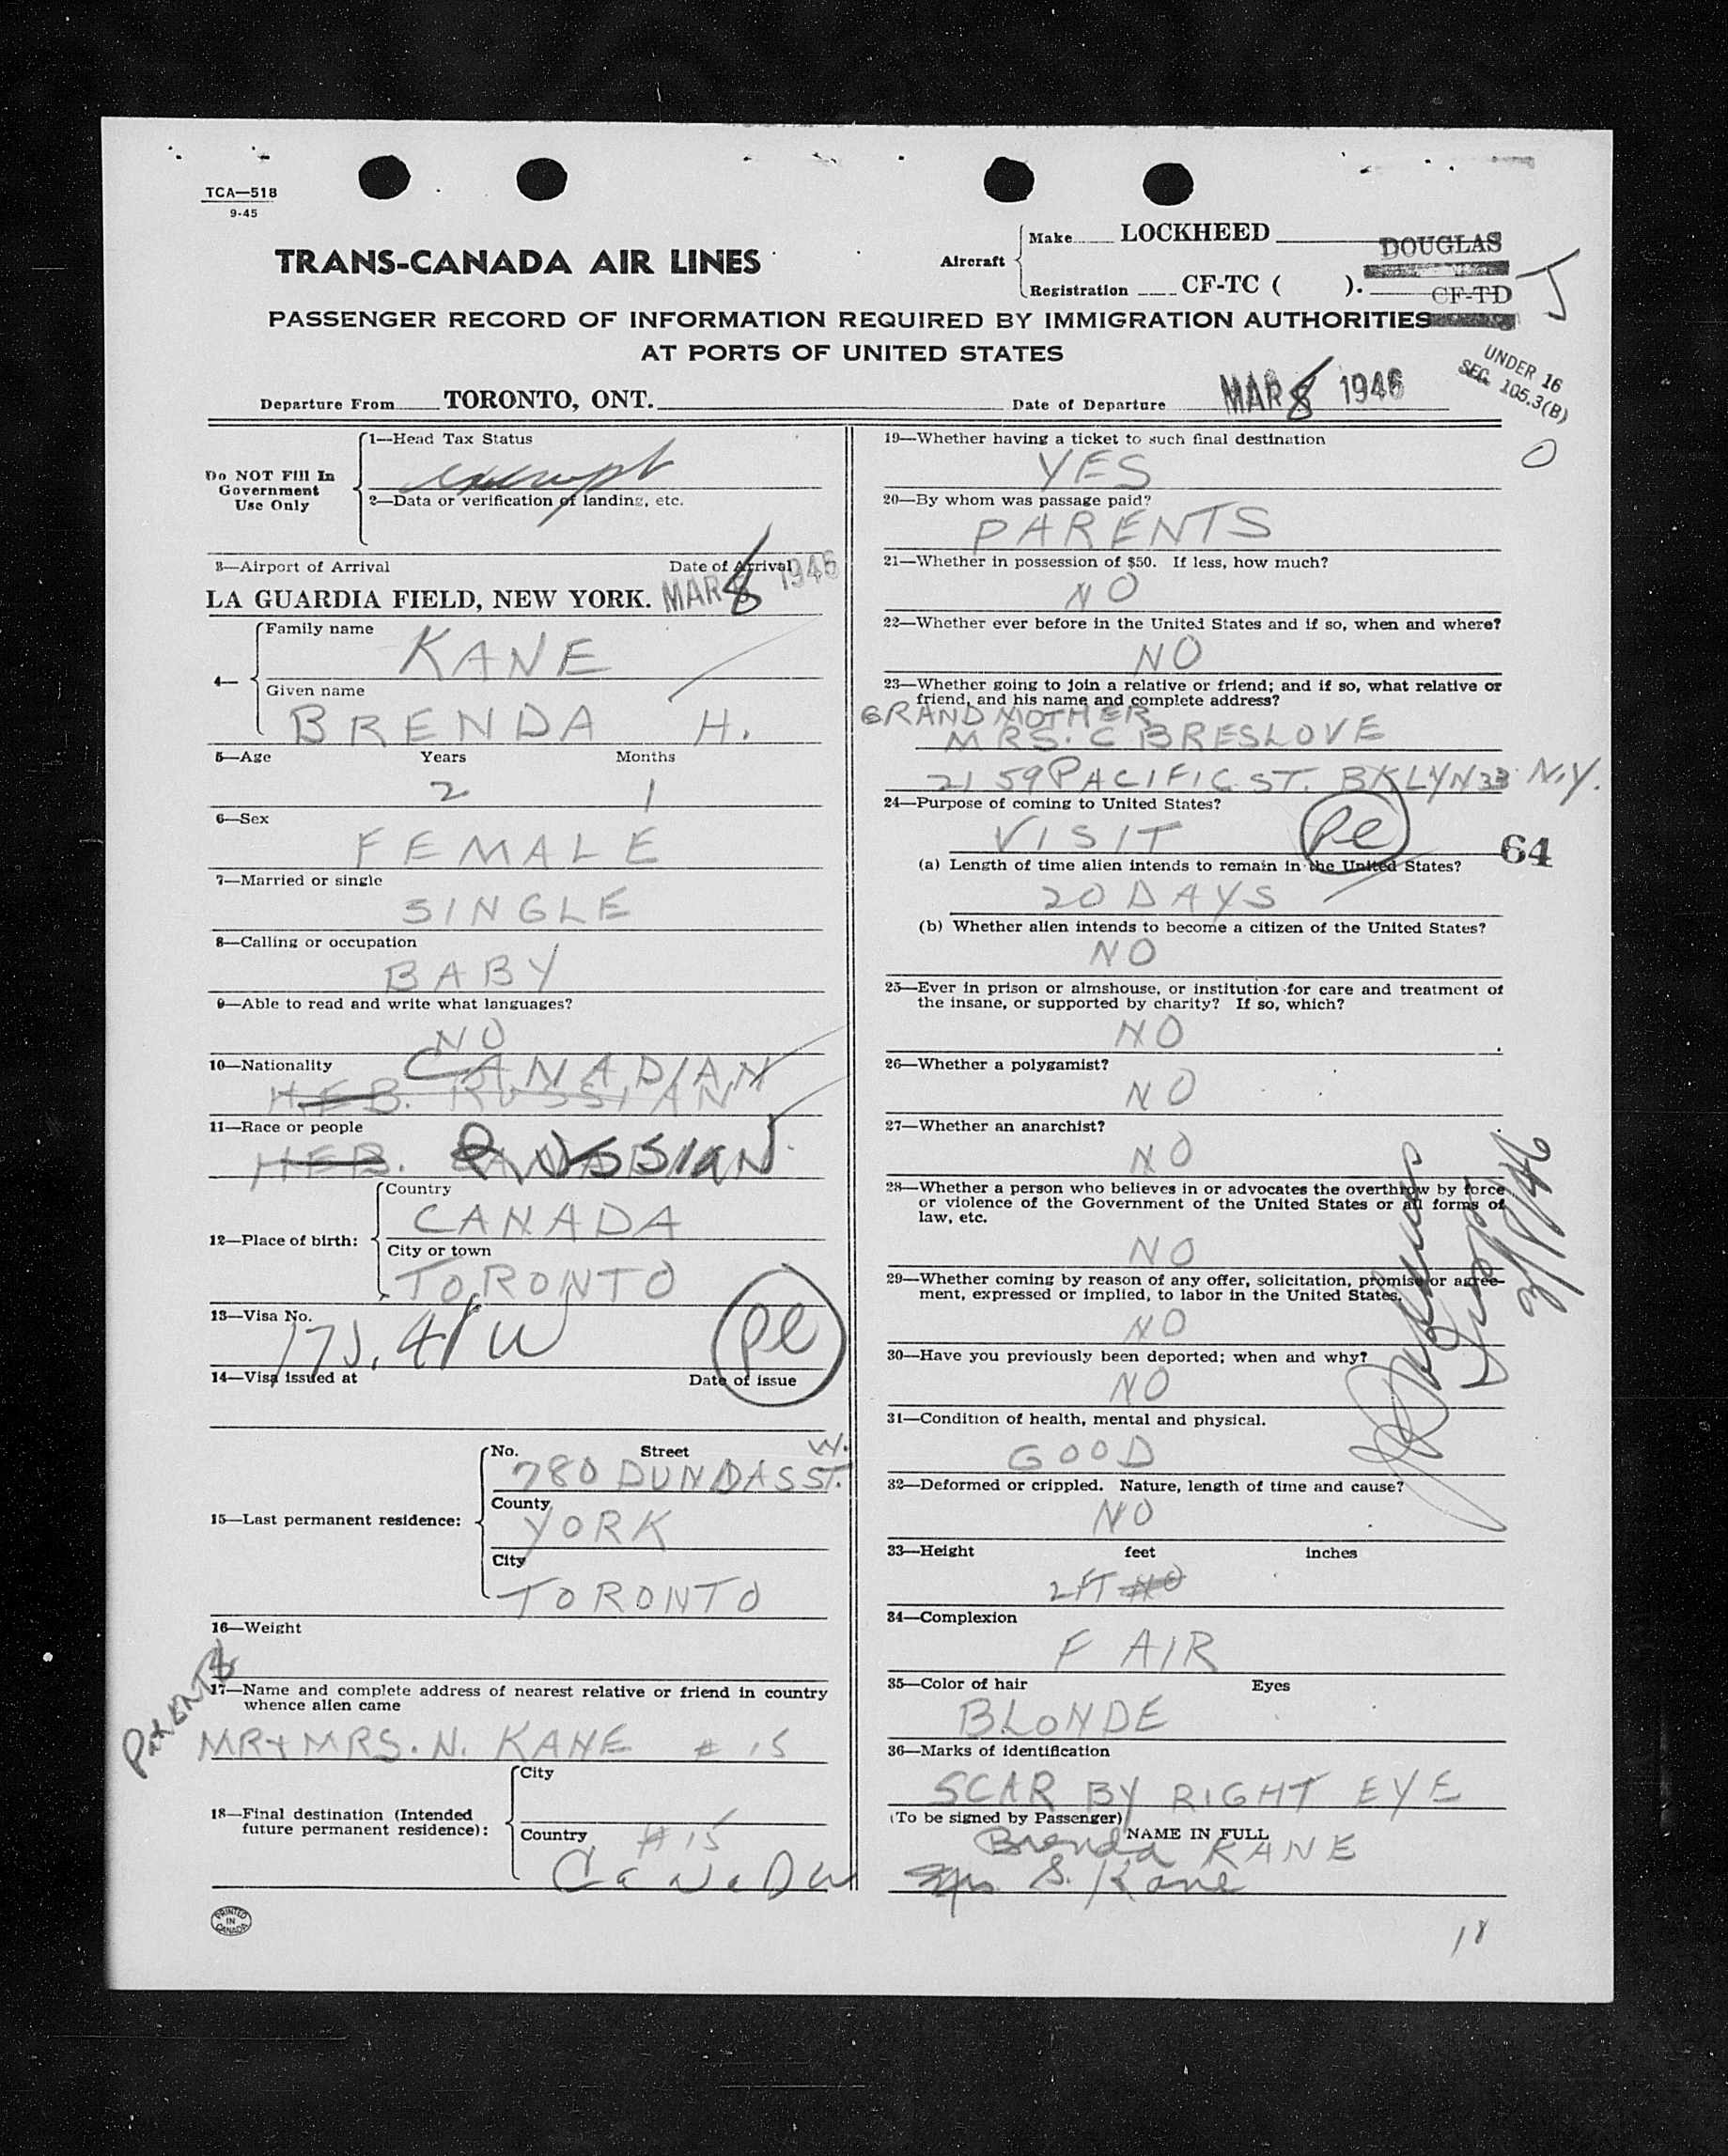 TCA—518
9-45
TRANS-CANADA AIR LINES
Aircraft
Make LOCKHEED
DOUGLAS
Registration CF-TC ( ).
CF-TD
J
PASSENGER RECORD OF INFORMATION REQUIRED BY IMMIGRATION AUTHORITIES
AT PORTS OF UNITED STATES
UNDER 16
SEC. 105.3(B)
Departure From TORONTO, ONT. Date of Departure MAR 8 1946
O
Do NOT Fill In
Government
Use Only
1—Head Tax Status
exempt
2—Data or verification of landing, etc.
3—Airport of Arrival Date of Arrival
LA GUARDIA FIELD, NEW YORK. MAR 8 1946
4—
Family name
KANE
Given name
BRENDA H.
5—Age Years Months
2 1
6—Sex
FEMALE
7—Married or single
SINGLE
8—Calling or occupation
BABY
9—Able to read and write what languages?
NO
10—Nationality CANADIAN
HEB. RUSSIAN
11—Race or people
HEB. RUSSIAN
12—Place of birth:
Country
CANADA
City or town
TORONTO
13—Visa No.
175.41
14—Visa issued at Date of issue
15—Last permanent residence:
No. Street W.
780 DUNDAS ST.
County
YORK
City
TORONTO
16—Weight
PARENTS
17—Name and complete address of nearest relative or friend in country
whence alien came
MR + MRS. N. KANE # 15
18—Final destination (Intended
future permanent residence):
City
Country # 15
CANADA
PRINTED
IN
CANADA
19—Whether having a ticket to such final destination
YES
20—By whom was passage paid?
PARENTS
21—Whether in possession of $50. If less, how much?
NO
22—Whether ever before in the United States and if so, when and where?
NO
23—Whether going to join a relative or friend; and if so, what relative or
friend, and his name and complete address?
GRANDMOTHER
MRS. C BRESLOVE
2159 PACIFIC ST. BKLYN 33 N.Y.
24—Purpose of coming to United States?
VISIT
64
(a) Length of time alien intends to remain in the United States?
20 DAYS
(b) Whether alien intends to become a citizen of the United States?
NO
25—Ever in prison or almshouse, or institution for care and treatment of
the insane, or supported by charity? If so, which?
NO
26—Whether a polygamist?
NO
27—Whether an anarchist?
NO
28—Whether a person who believes in or advocates the overthrow by force
or violence of the Government of the United States or all forms of
law, etc.
NO
29—Whether coming by reason of any offer, solicitation, promise or agree-
ment, expressed or implied, to labor in the United States.
NO
3/8/46
30—Have you previously been deported; when and why?
NO
31—Condition of health, mental and physical.
GOOD
32—Deformed or crippled. Nature, length of time and cause?
NO
33—Height feet inches
2 FT NO
34—Complexion
FAIR
35—Color of hair Eyes
BLONDE
36—Marks of identification
SCAR BY RIGHT EYE
(To be signed by Passenger)
NAME IN FULL
Brenda KANE
S. Kane
18